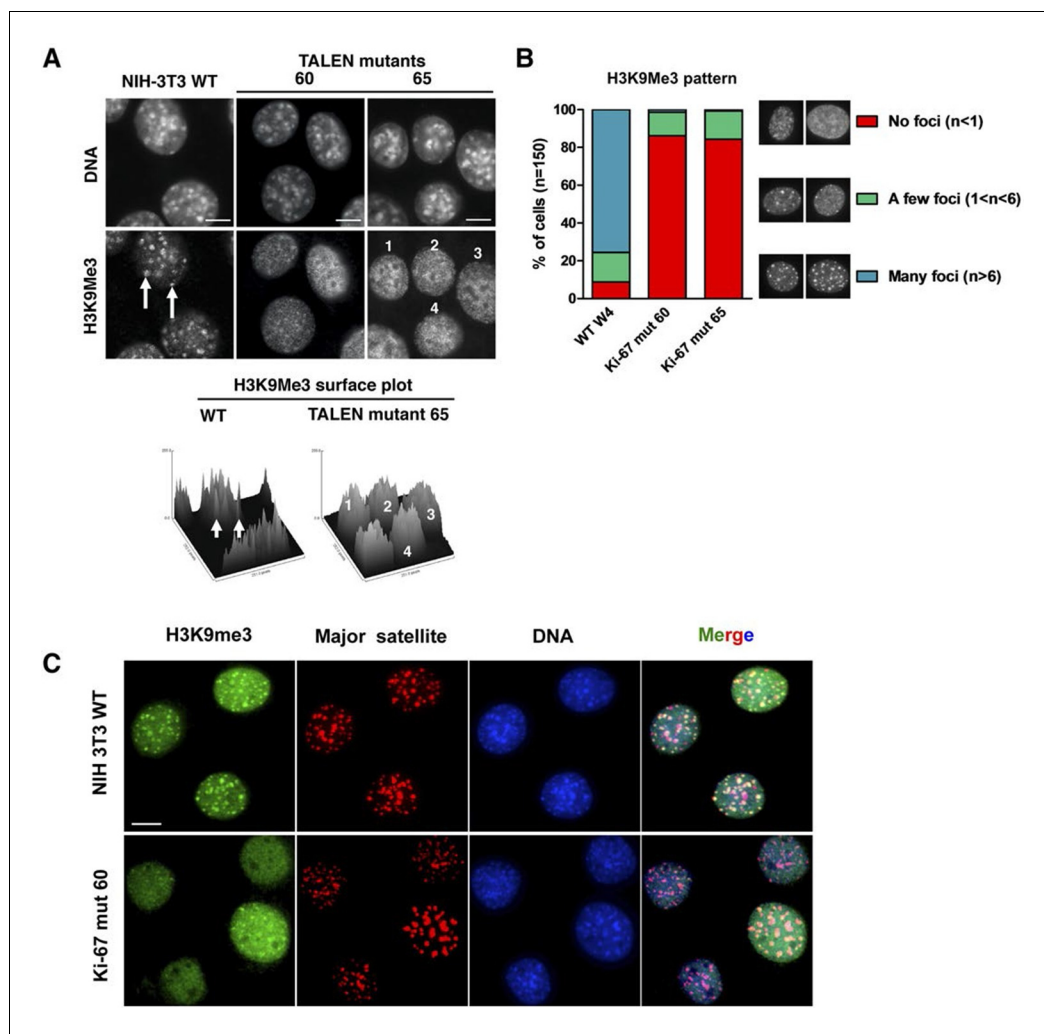 A
NIH-3T3 WT
TALEN mutants
60
65
DNA
H3K9Me3
1
2
3
4
H3K9Me3 surface plot
WT
TALEN mutant 65
1
2
3
4
B
H3K9Me3 pattern
% of cells (n=150)
100
80
60
40
20
0
WT W4
Ki-67 mut 60
Ki-67 mut 65
No foci (n<1)
A few foci (1<n<6)
Many foci (n>6)
C
H3K9me3
Major satellite
DNA
Merge
NIH 3T3 WT
Ki-67 mut 60